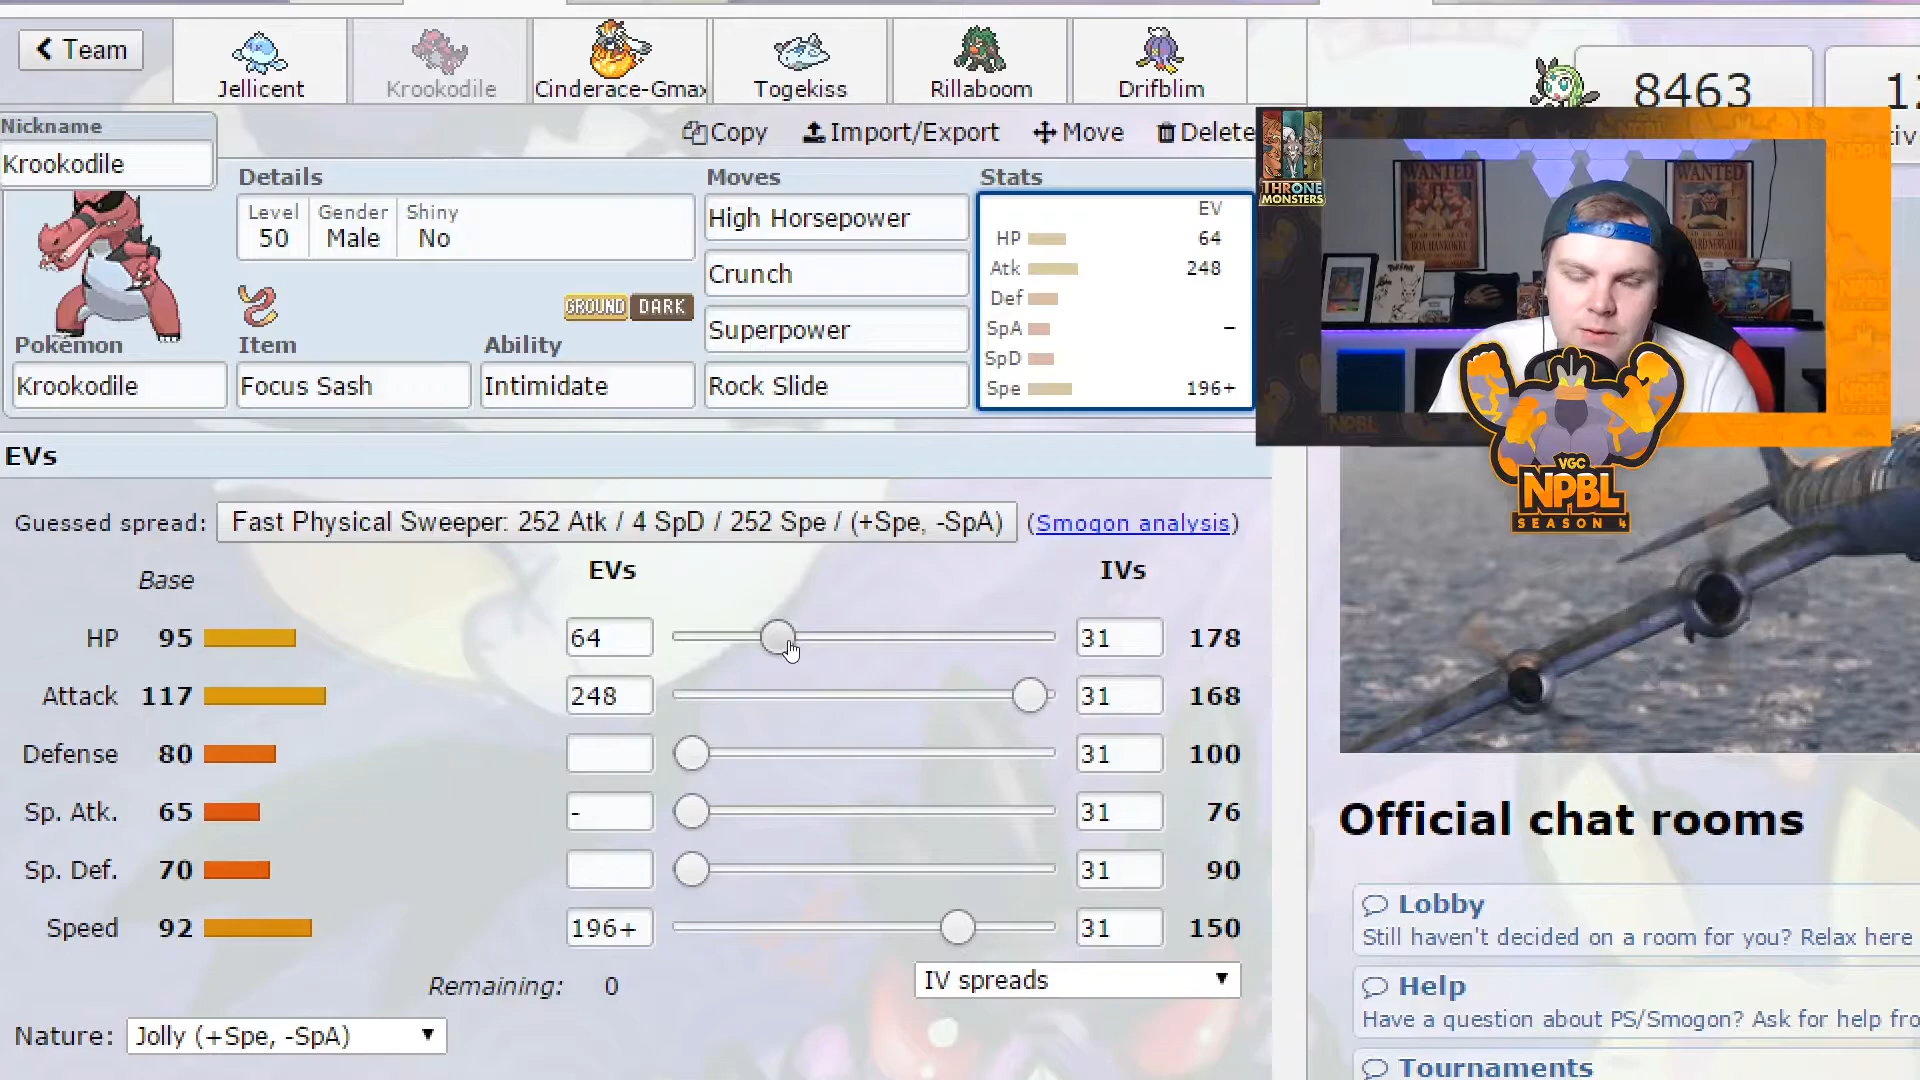 Team
Jellicent
Krookodile
Cinderace-Gmax
Togekiss
Rillaboom
Drifblim
8463
Nickname
Krookodile
Copy
Import/Export
Move
Delete
Details
Moves
Stats
Level
50
Gender
Male
Shiny
No
High Horsepower
Crunch
Superpower
Rock Slide
EV
HP 64
Atk 248
Def
SpA –
SpD
Spe 196+
GROUND DARK
Pokémon
Krookodile
Item
Focus Sash
Ability
Intimidate
THRONE
MONSTERS
WANTED
WANTED
VGC
NPBL
SEASON 4
EVs
Guessed spread: Fast Physical Sweeper: 252 Atk / 4 SpD / 252 Spe / (+Spe, -SpA) (Smogon analysis)
Base EVs IVs
HP 95 64 31 178
Attack 117 248 31 168
Defense 80 31 100
Sp. Atk. 65 - 31 76
Sp. Def. 70 31 90
Speed 92 196+ 31 150
Remaining: 0
IV spreads
Nature: Jolly (+Spe, -SpA)
Official chat rooms
Lobby
Still haven't decided on a room for you? Relax here
Help
Have a question about PS/Smogon? Ask for help fro
Tournaments